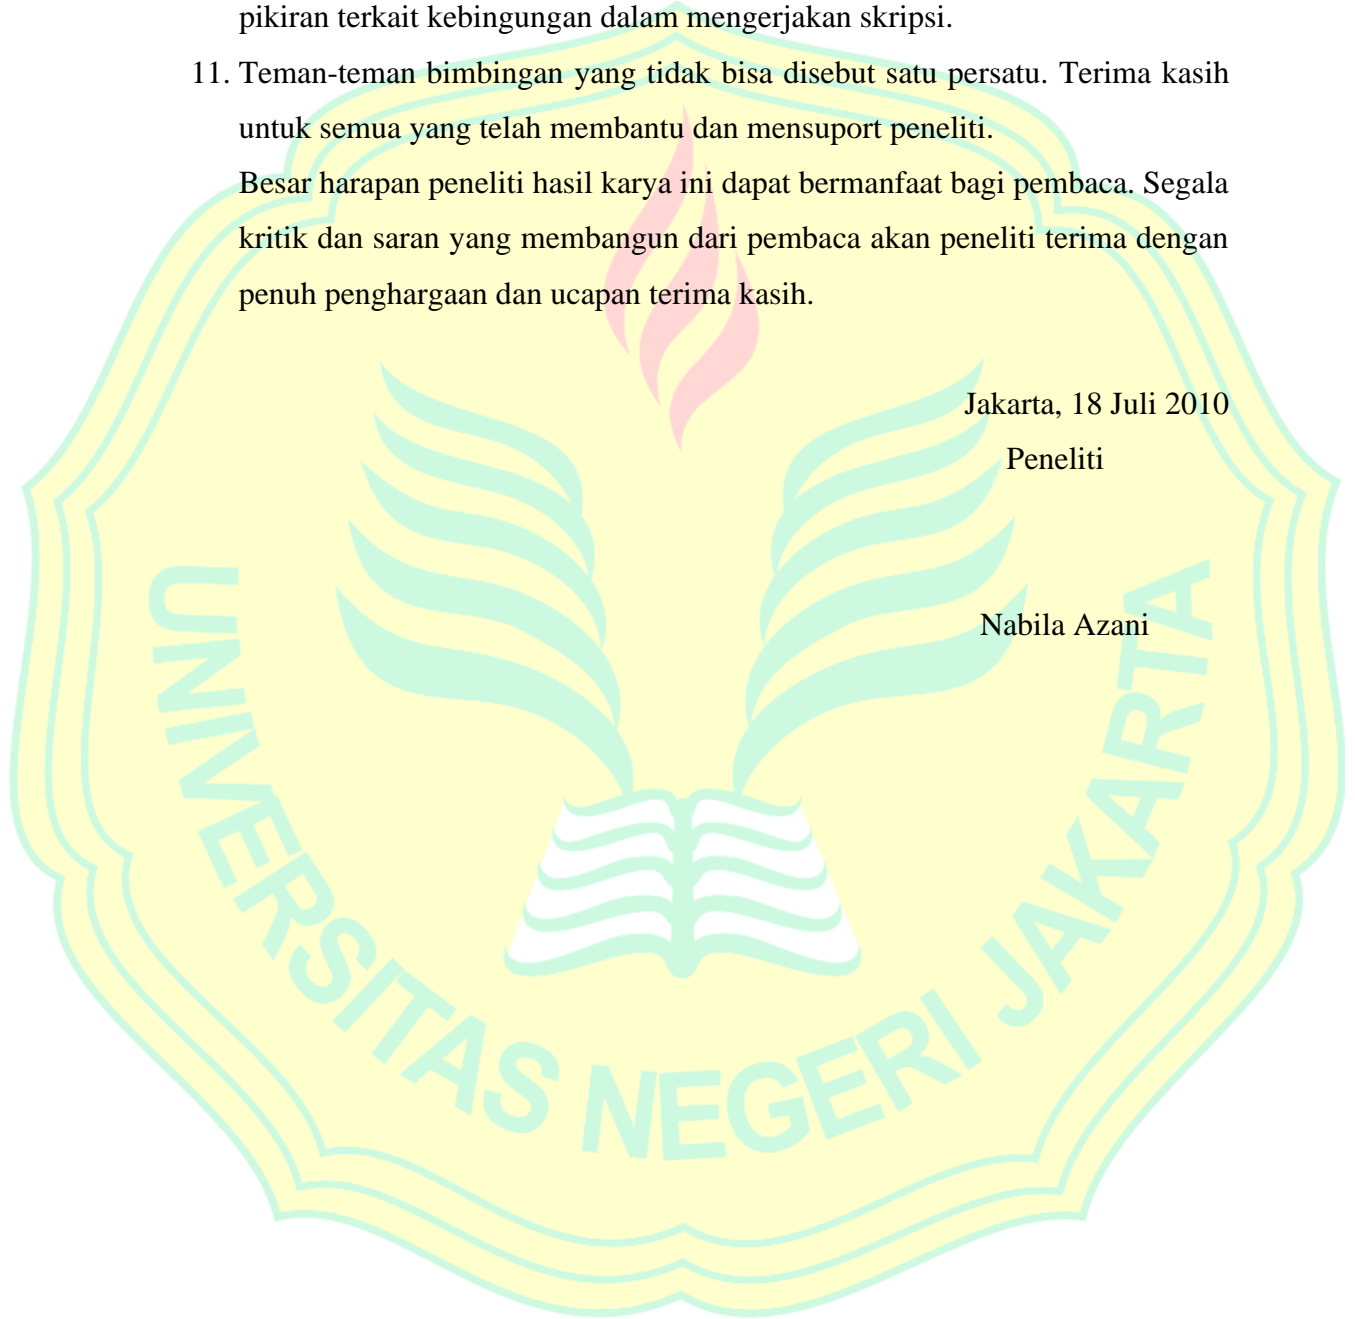 pikiran terkait kebingungan dalam mengerjakan skripsi.
11. Teman-teman bimbingan yang tidak bisa disebut satu persatu. Terima kasih
untuk semua yang telah membantu dan mensuport peneliti.
Besar harapan peneliti hasil karya ini dapat bermanfaat bagi pembaca. Segala
kritik dan saran yang membangun dari pembaca akan peneliti terima dengan
penuh penghargaan dan ucapan terima kasih.
Jakarta, 18 Juli 2010
Peneliti
Nabila Azani
UNIVERSITAS NEGERI JAKARTA